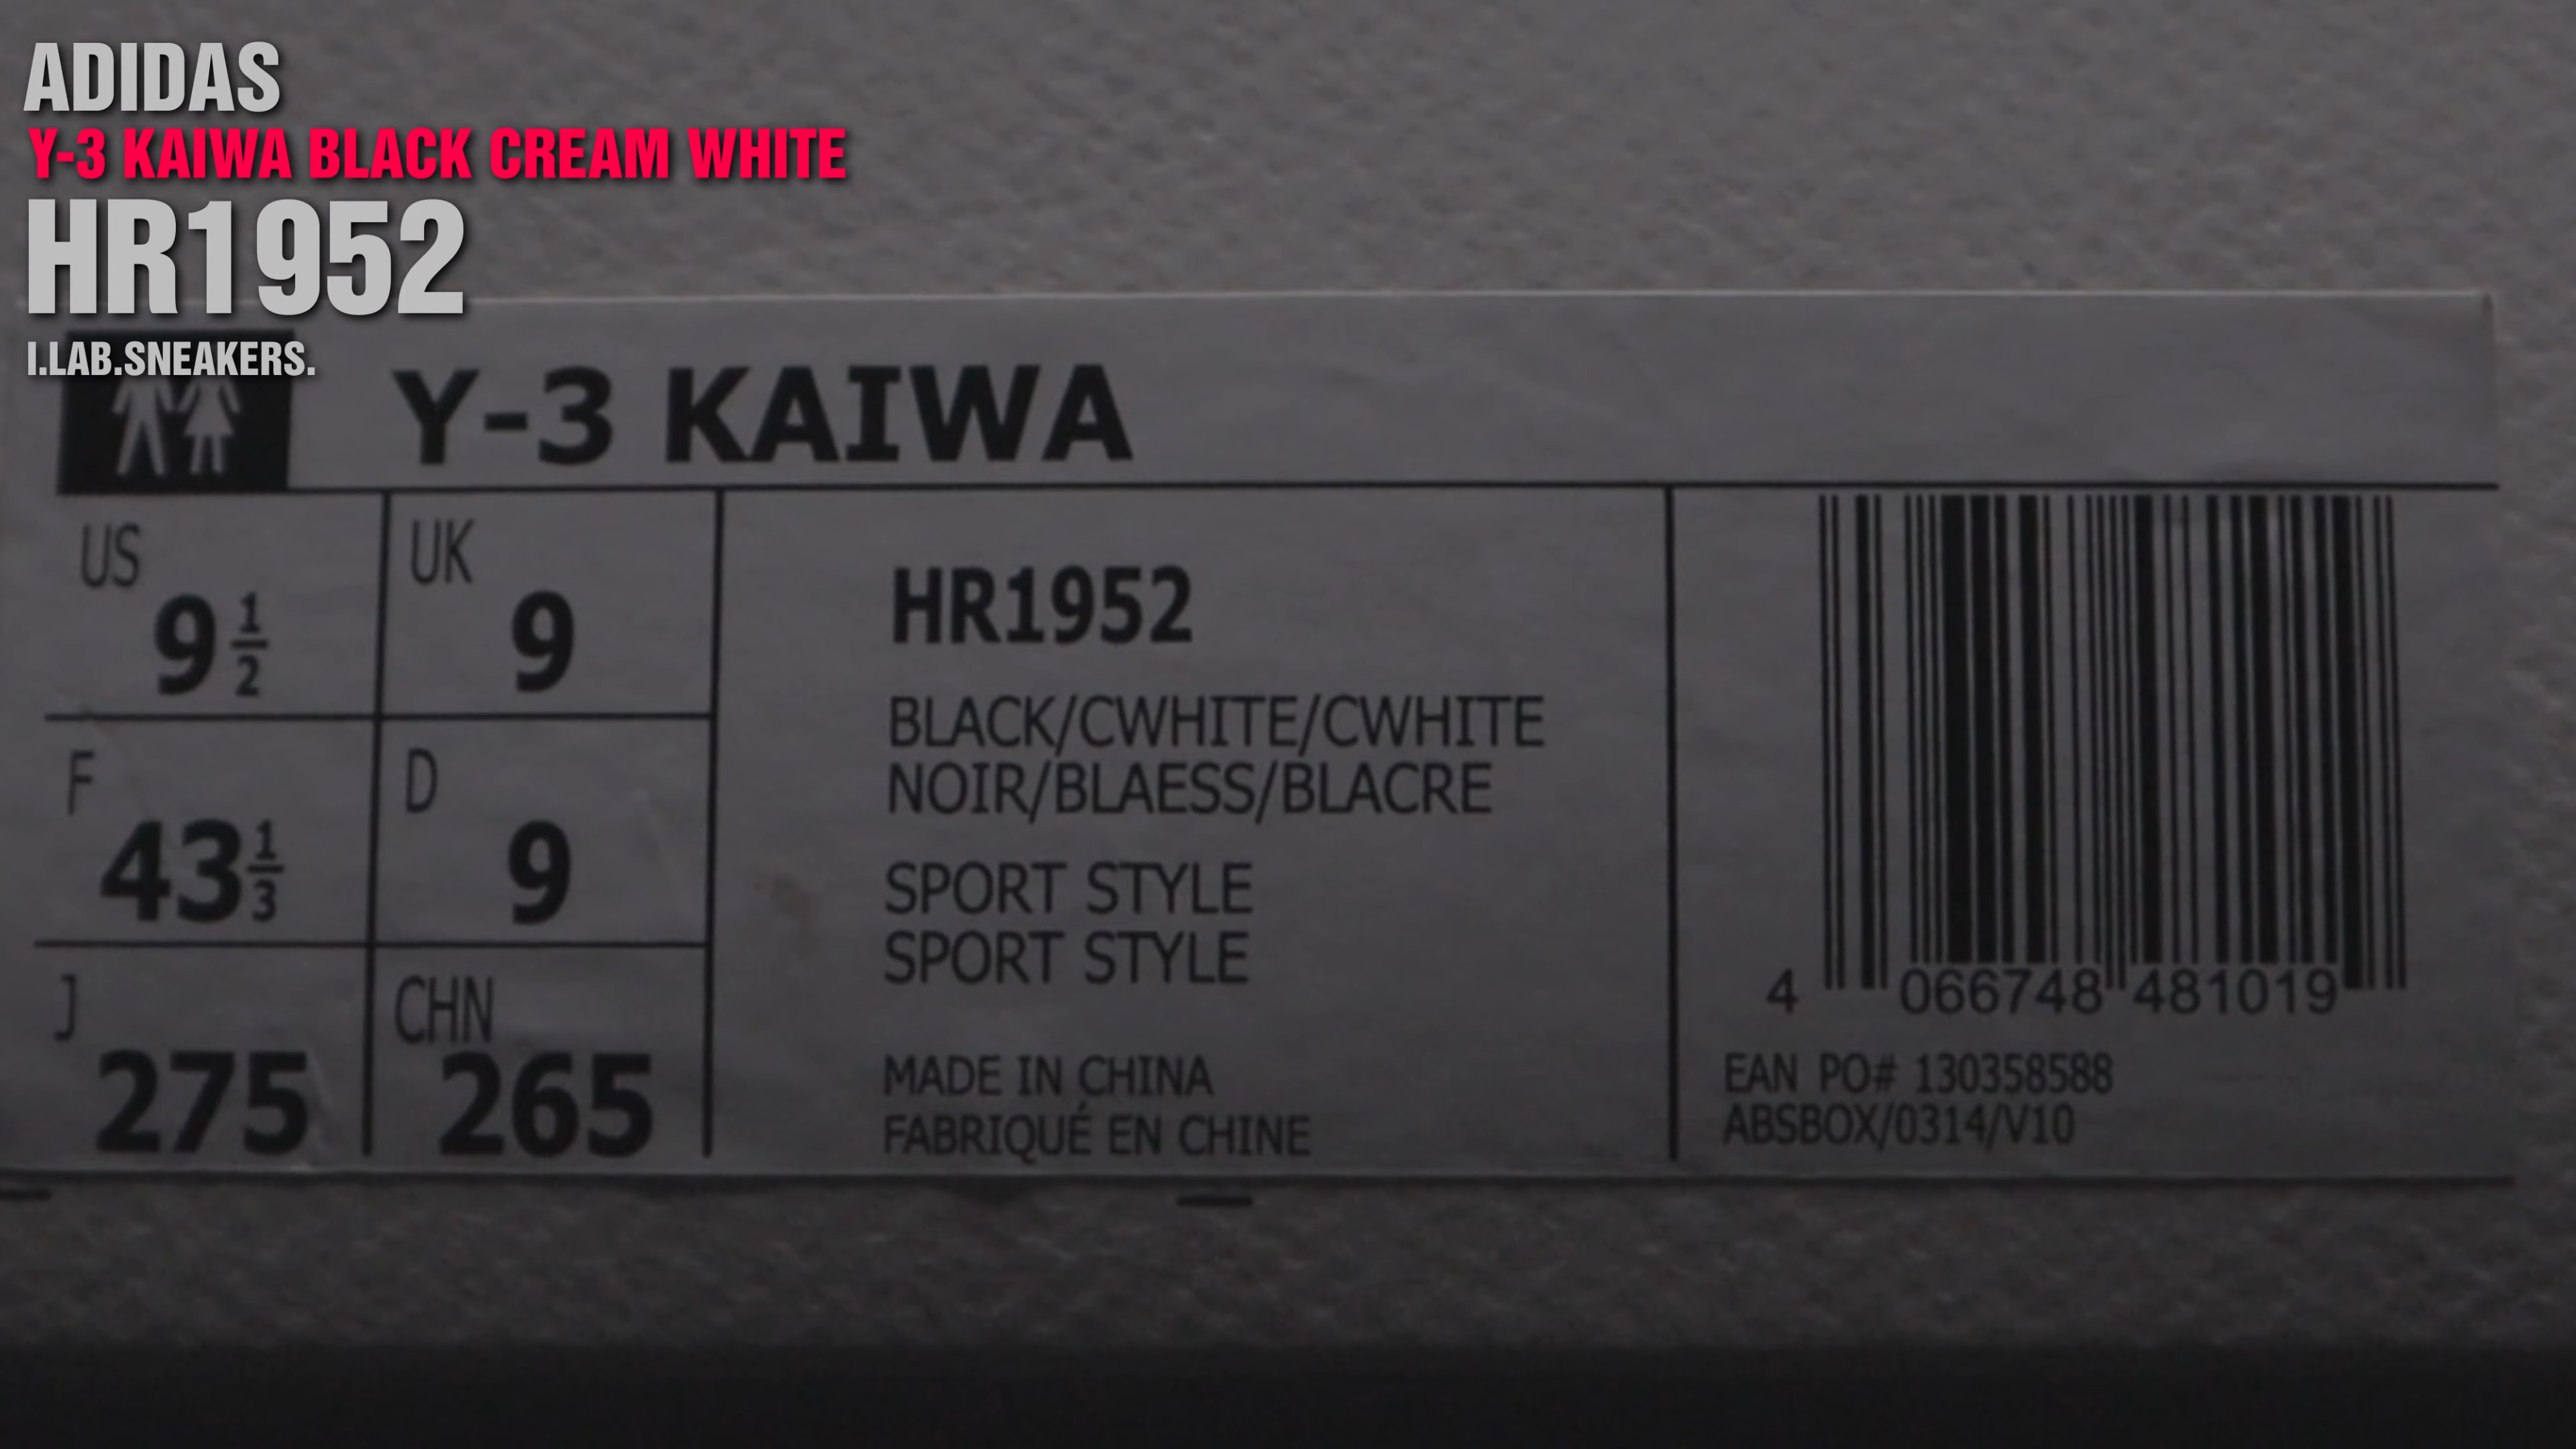 ADIDAS
Y-3 KAIWA BLACK CREAM WHITE
HR1952
I.LAB.SNEAKERS.
Y-3 KAIWA
US
9 1/2
UK
9
F
43 1/3
D
9
J
275
CHN
265
HR1952
BLACK/CWHITE/CWHITE
NOIR/BLAESS/BLACRE
SPORT STYLE
SPORT STYLE
MADE IN CHINA
FABRIQUÉ EN CHINE
4 066748 481019
EAN PO# 130358588
ABSBOX/0314/V10